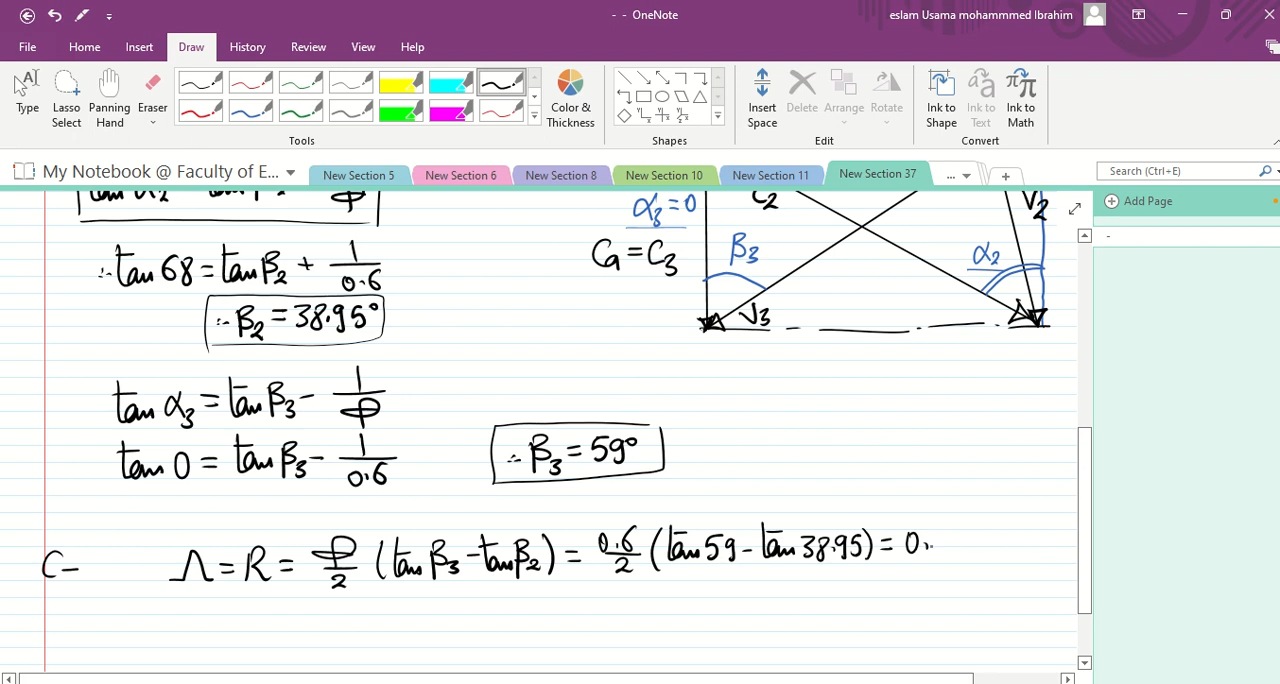 - - OneNote
eslam Usama mohammmed Ibrahim
File Home Insert Draw History Review View Help
Type
Lasso Select
Panning Hand
Eraser
Color & Thickness
Insert Space
Delete
Arrange
Rotate
Ink to Shape
Ink to Text
Ink to Math
Tools
Shapes
Edit
Convert
My Notebook @ Faculty of E...
New Section 5
New Section 6
New Section 8
New Section 10
New Section 11
New Section 37
...
Search (Ctrl+E)
Add Page
-
∴ tan 68 = tan β₂ + 1/0.6
∴ β₂ = 38.95°
tan α₃ = tan β₃ - 1/φ
tan 0 = tan β₃ - 1/0.6
∴ β₃ = 59°
C- Λ = R = φ/2 (tan β₃ - tan β₂) = 0.6/2 (tan 59 - tan 38.95) = 0.
α₃ = 0
C₁ = C₃
C₂
β₃
V₃
α₂
V₂